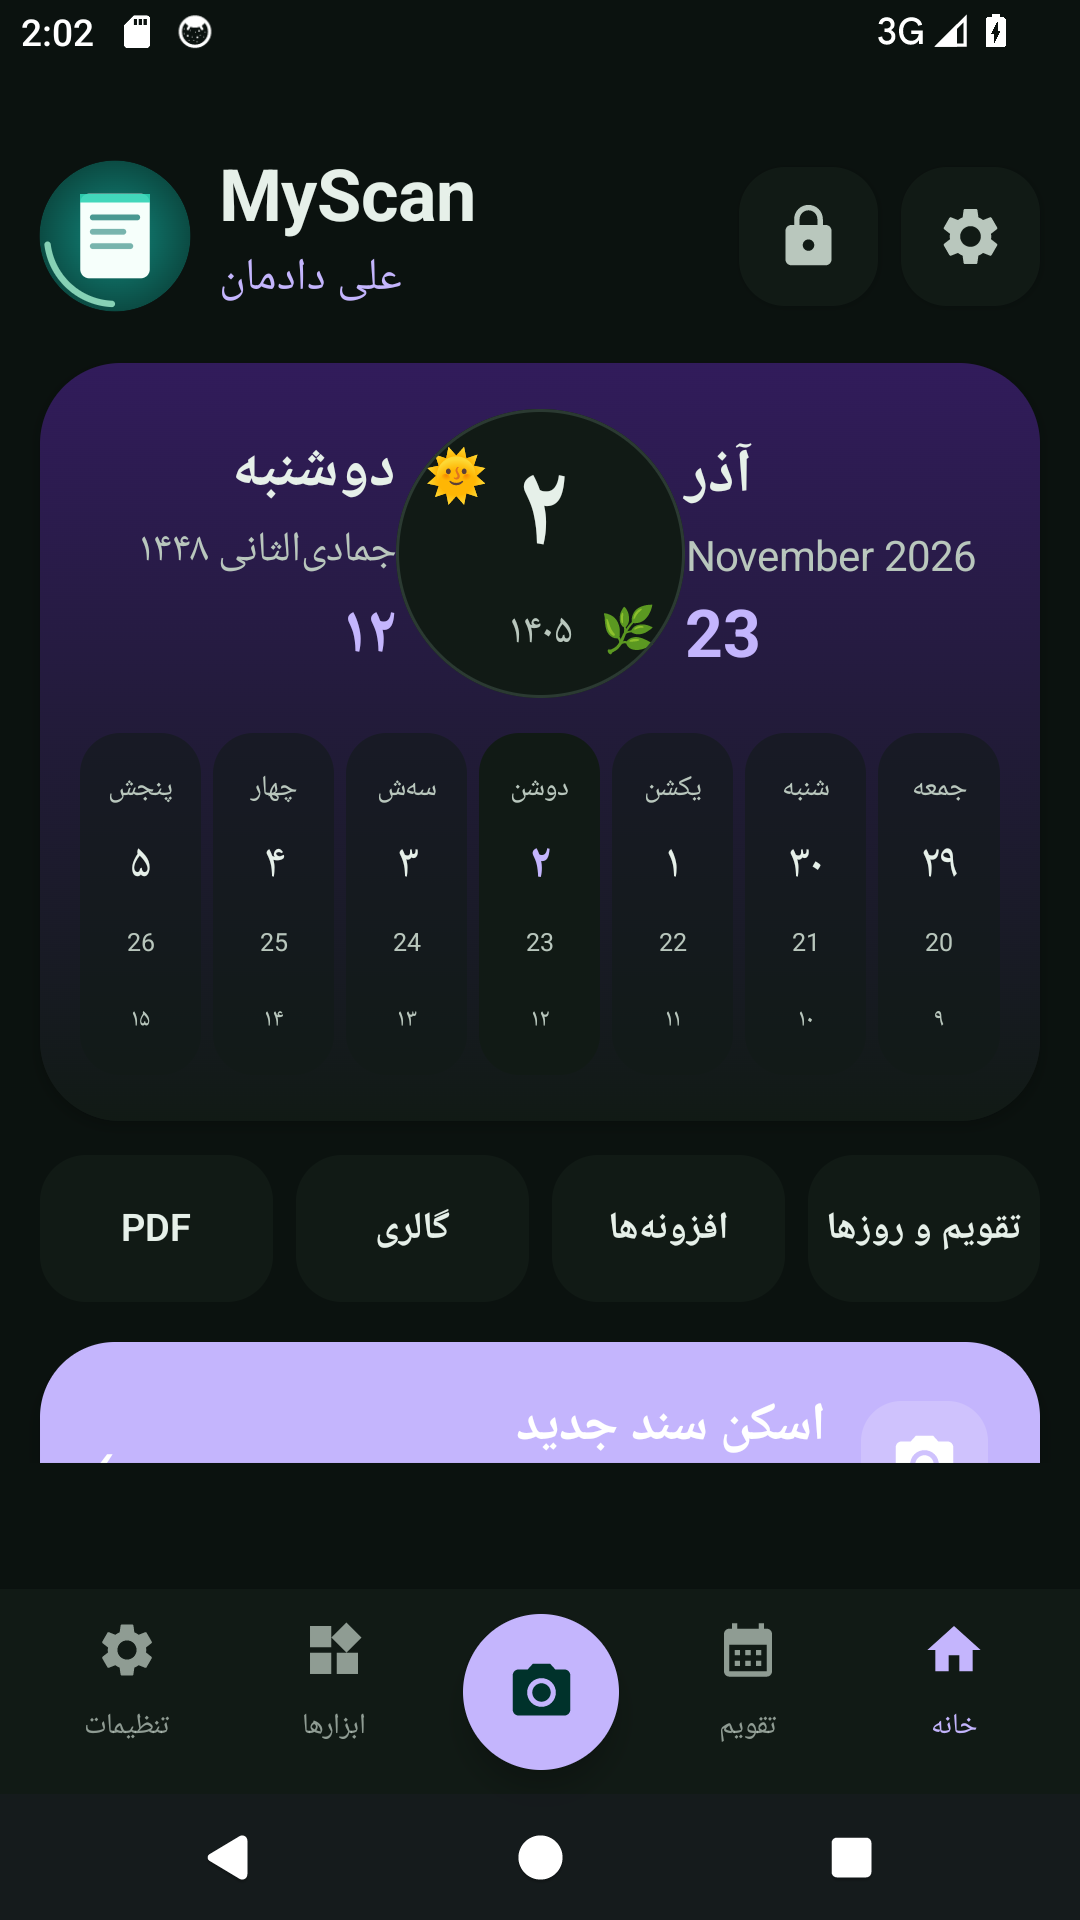 2:02
3G
MyScan
علی دادمان
آذر
November 2026
23
۲
۱۴۰۵
دوشنبه
جمادی‌الثانی ۱۴۴۸
۱۲
جمعه شنبه یکشن دوشن سه‌ش چهار پنجش
۲۹ ۳۰ ۱ ۲ ۳ ۴ ۵
20 21 22 23 24 25 26
۹ ۱۰ ۱۱ ۱۲ ۱۳ ۱۴ ۱۵
تقویم و روزها
افزونه‌ها
گالری
PDF
اسکن سند جدید
خانه
تقویم
ابزارها
تنظیمات